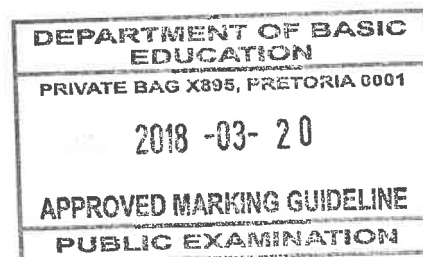 DEPARTMENT OF BASIC
EDUCATION
PRIVATE BAG X895, PRETORIA 0001
2018 -03- 20
APPROVED MARKING GUIDELINE
PUBLIC EXAMINATION